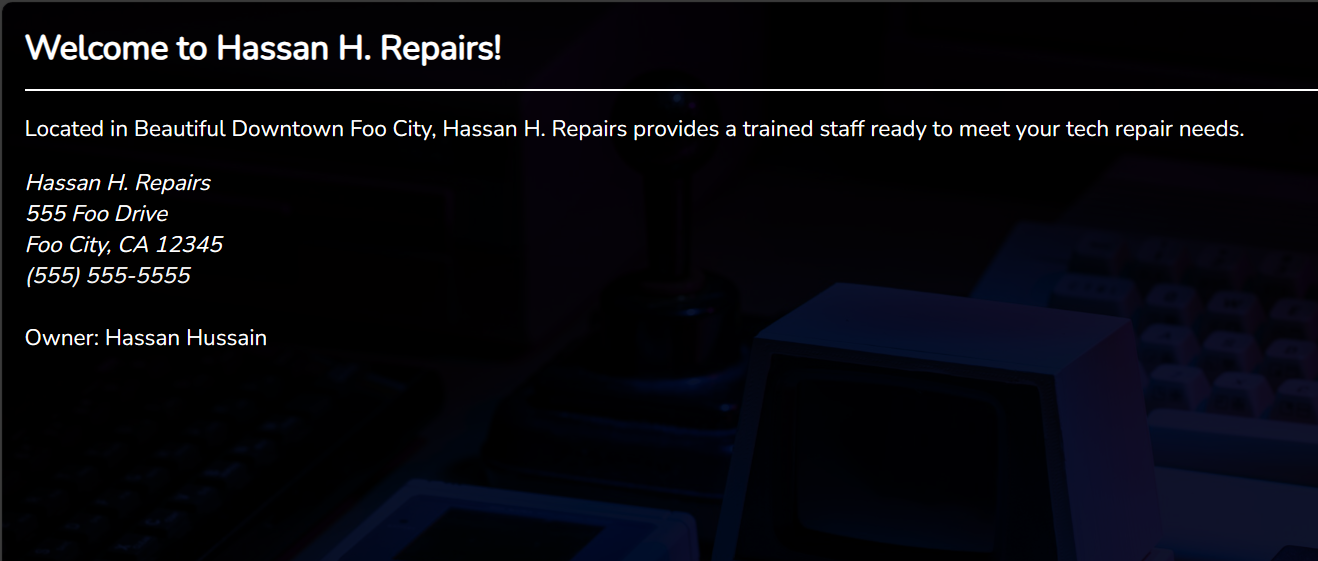 Welcome to Hassan H. Repairs!
Located in Beautiful Downtown Foo City, Hassan H. Repairs provides a trained staff ready to meet your tech repair needs.
Hassan H. Repairs
555 Foo Drive
Foo City, CA 12345
(555) 555-5555
Owner: Hassan Hussain